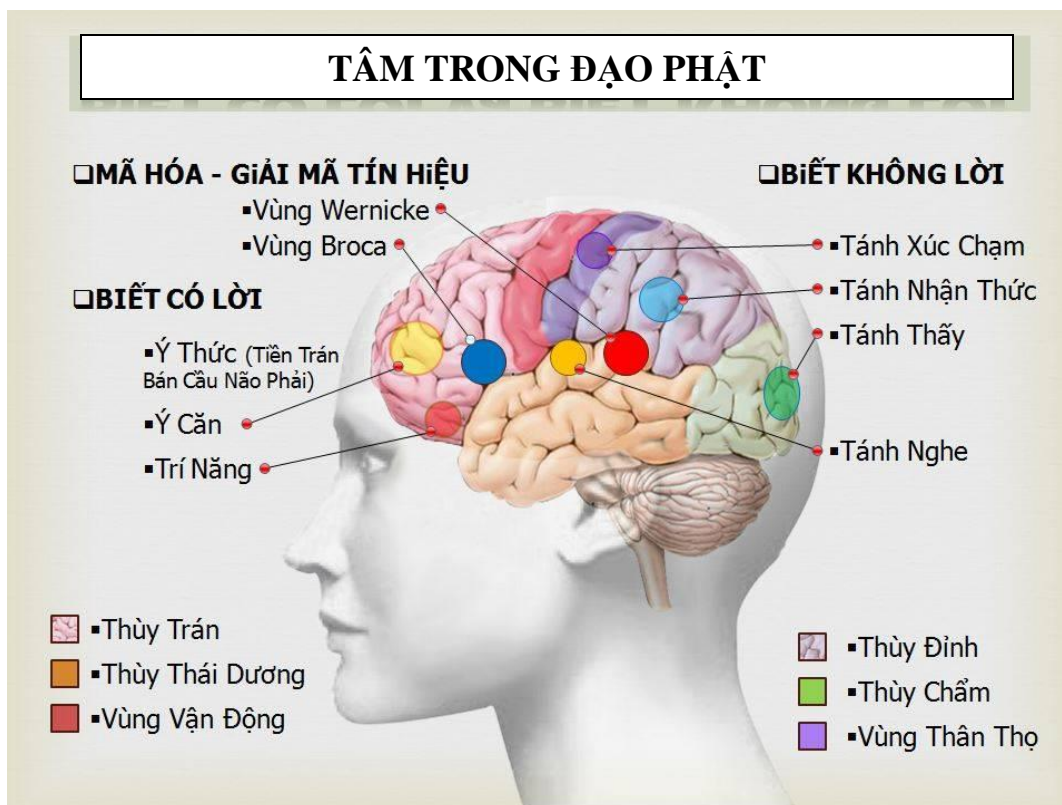 TÂM TRONG ĐẠO PHẬT
❑MÃ HÓA - GiẢI MÃ TÍN HiỆU
▪Vùng Wernicke
▪Vùng Broca
❑BIẾT CÓ LỜI
▪Ý Thức (Tiền Trán
Bán Cầu Não Phải)
▪Ý Căn
▪Trí Năng
❑BiẾT KHÔNG LỜI
▪Tánh Xúc Chạm
▪Tánh Nhận Thức
▪Tánh Thấy
▪Tánh Nghe
▪Thùy Trán
▪Thùy Thái Dương
▪Vùng Vận Động
▪Thùy Đỉnh
▪Thùy Chẩm
▪Vùng Thân Thọ